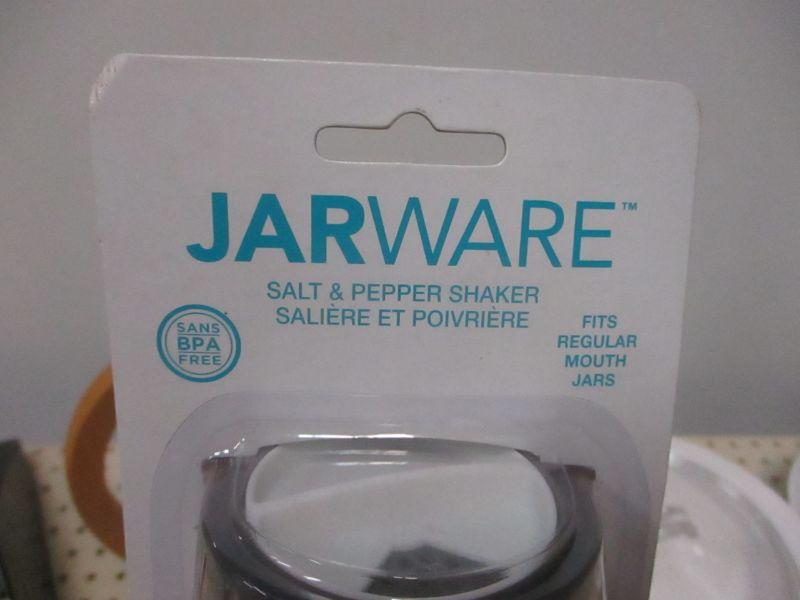 JARWARE™
SALT & PEPPER SHAKER
SALIÈRE ET POIVRIÈRE
SANS
BPA
FREE
FITS
REGULAR
MOUTH
JARS